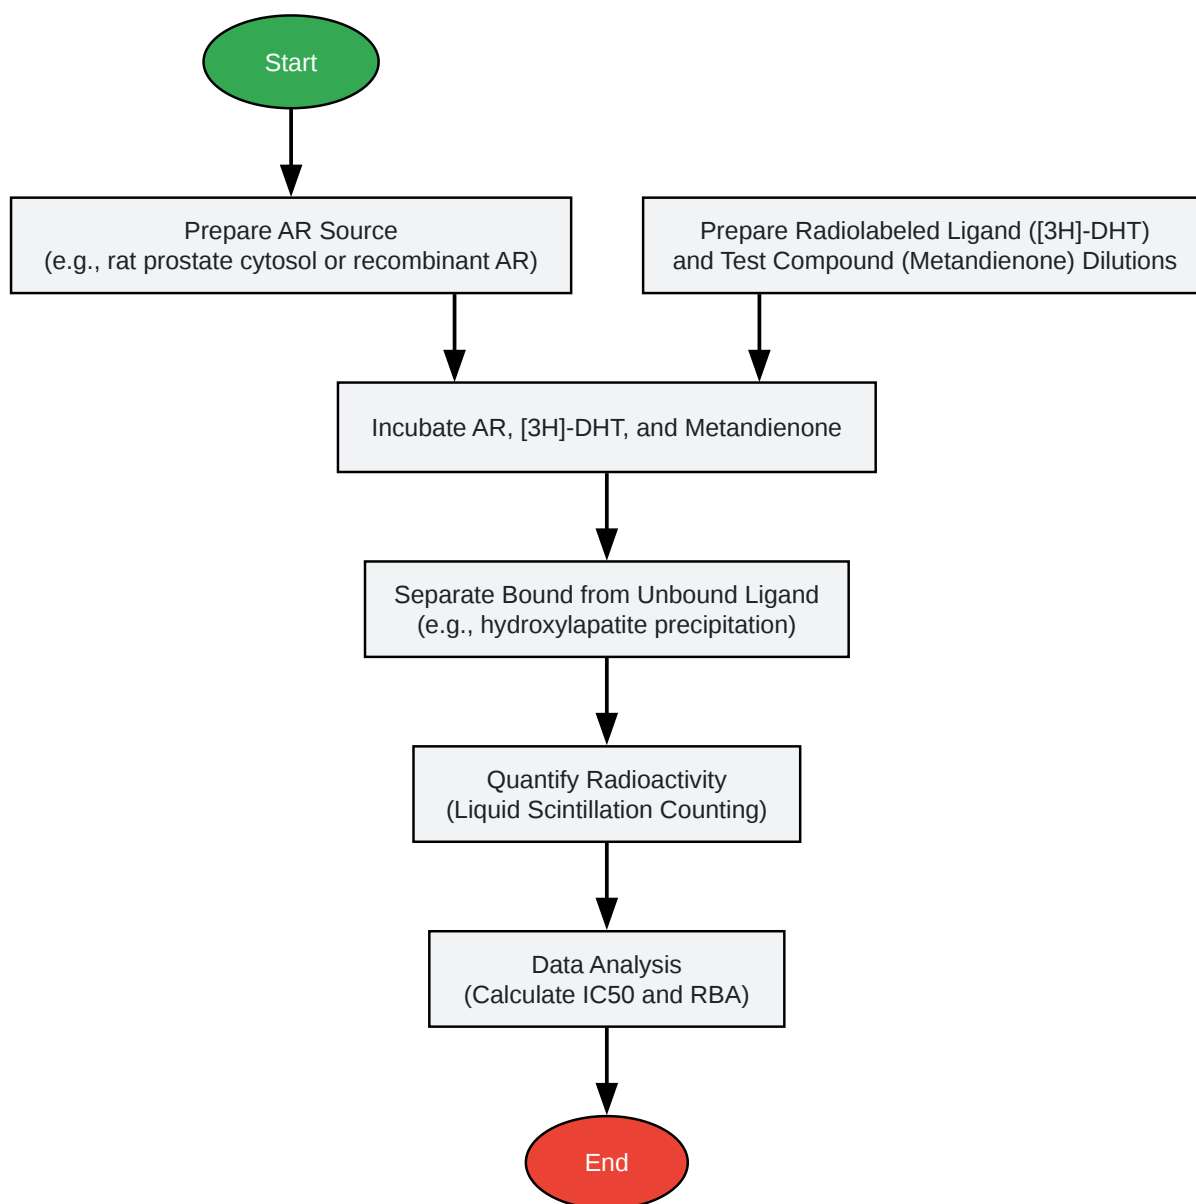 Start
Prepare AR Source
(e.g., rat prostate cytosol or recombinant AR)
Prepare Radiolabeled Ligand ([3H]-DHT)
and Test Compound (Metandienone) Dilutions
Incubate AR, [3H]-DHT, and Metandienone
Separate Bound from Unbound Ligand
(e.g., hydroxylapatite precipitation)
Quantify Radioactivity
(Liquid Scintillation Counting)
Data Analysis
(Calculate IC50 and RBA)
End